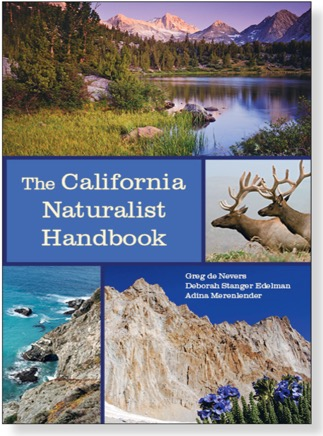 The California
Naturalist
Handbook
Greg de Nevers
Deborah Stanger Edelman
Adina Merenlender